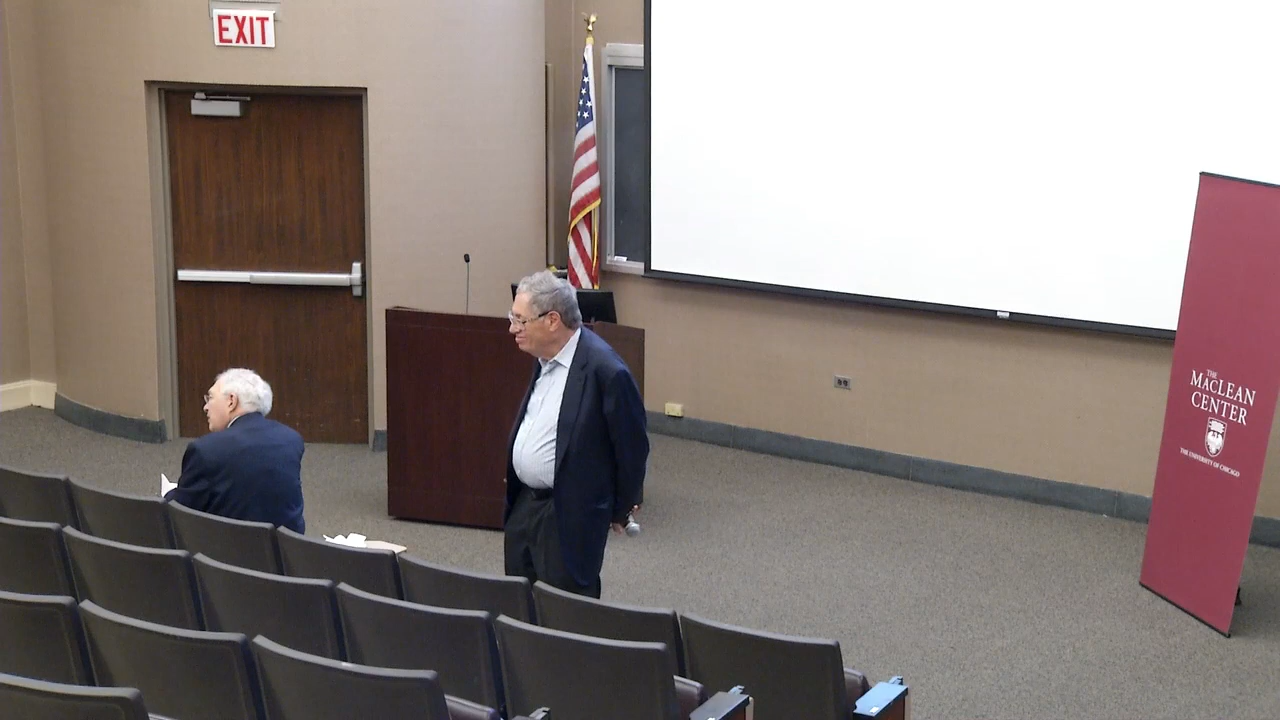 EXIT
THE
MACLEAN
CENTER
THE UNIVERSITY OF CHICAGO